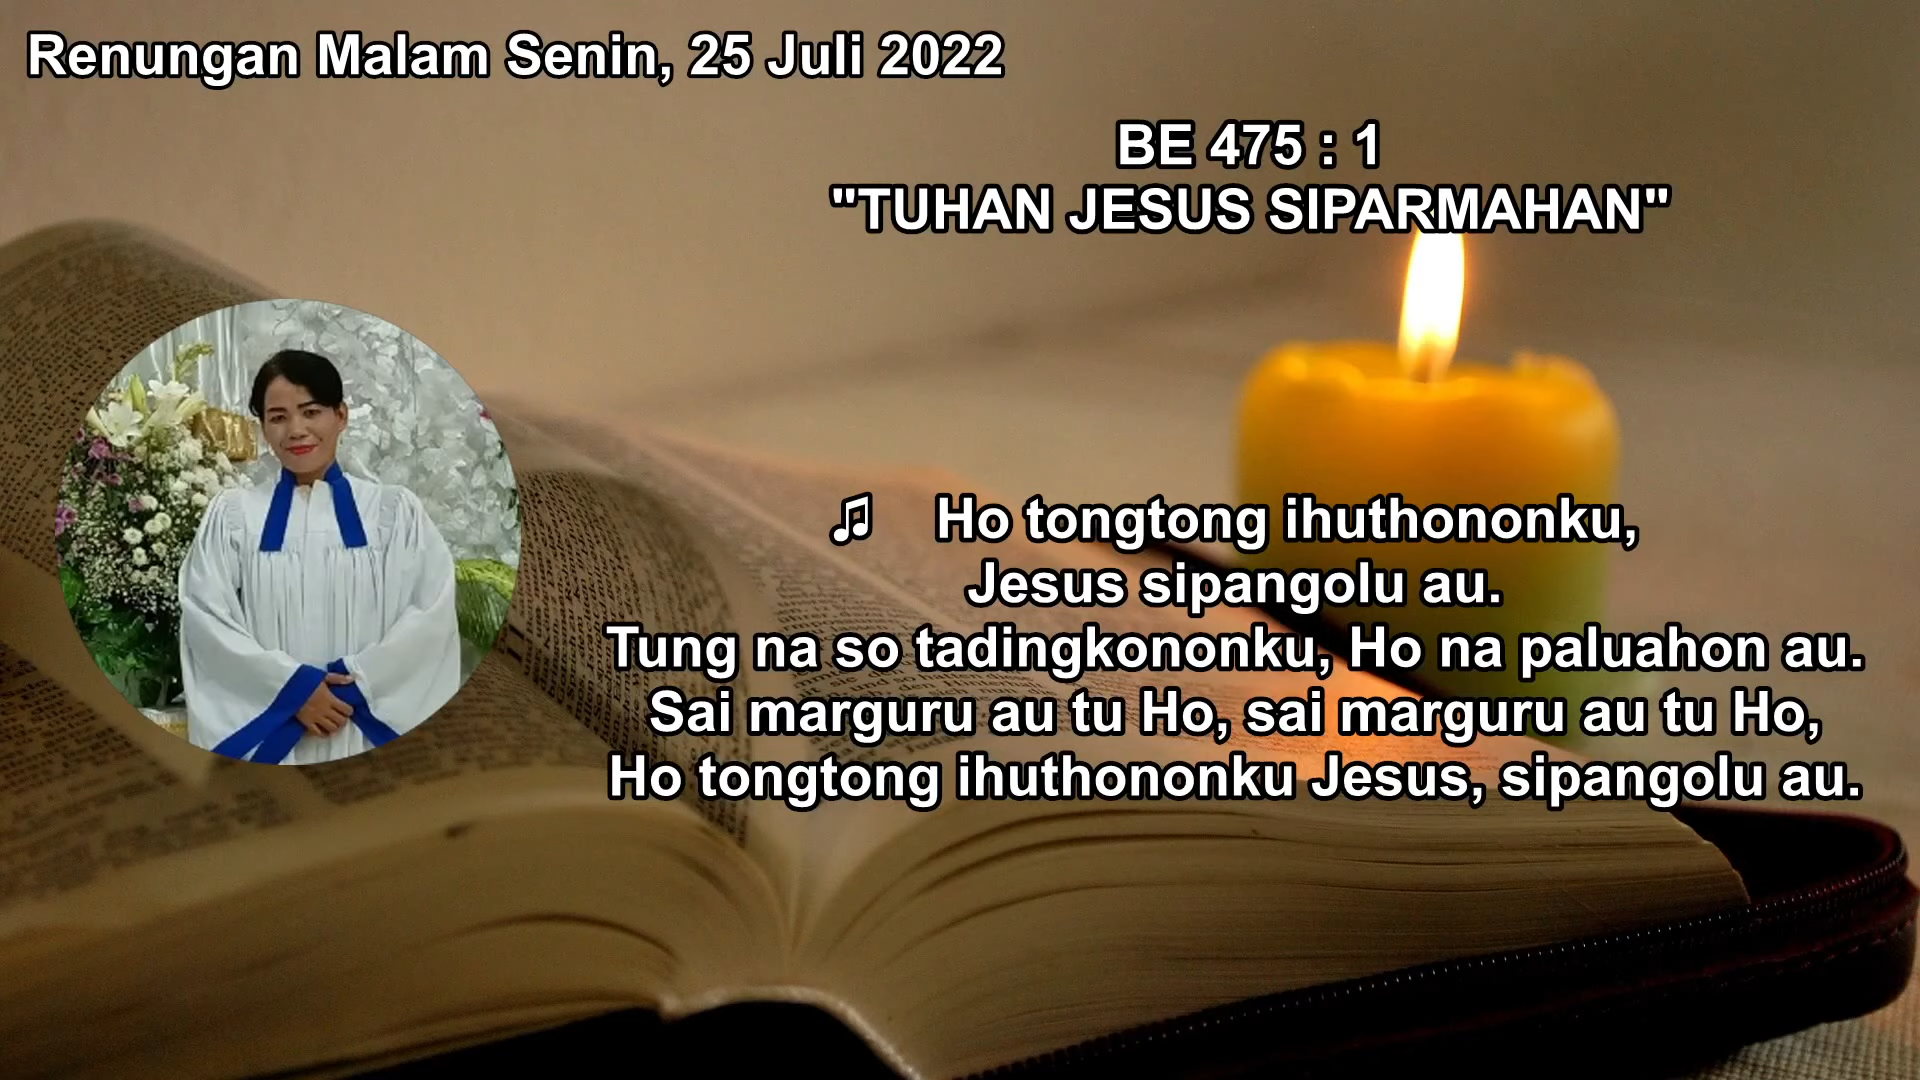 Renungan Malam Senin, 25 Juli 2022
BE 475 : 1
"TUHAN JESUS SIPARMAHAN"
♫ Ho tongtong ihuthononku,
Jesus sipangolu au.
Tung na so tadingkononku, Ho na paluahon au.
Sai marguru au tu Ho, sai marguru au tu Ho,
Ho tongtong ihuthononku Jesus, sipangolu au.